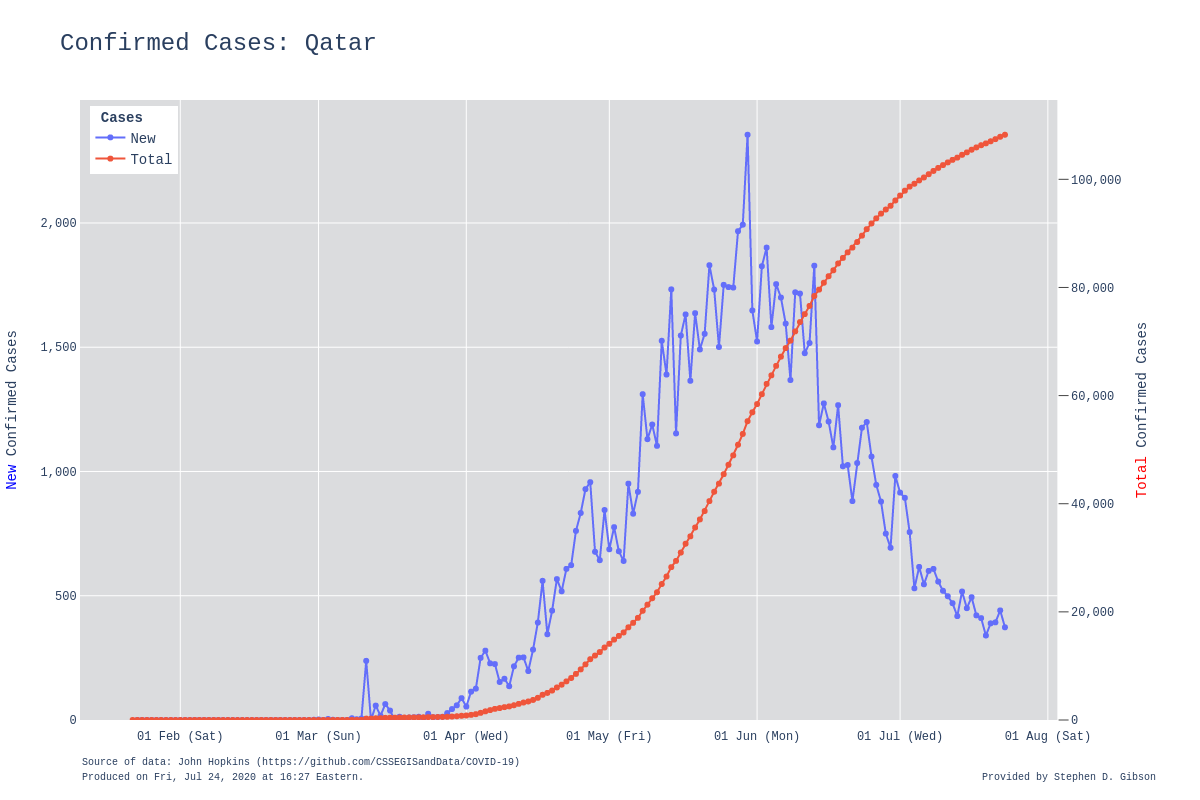 Confirmed Cases: Qatar
Cases
New
Total
2,000
1,500
1,000
500
0
100,000
80,000
60,000
40,000
20,000
0
New Confirmed Cases
Total Confirmed Cases
01 Feb (Sat) 01 Mar (Sun) 01 Apr (Wed) 01 May (Fri) 01 Jun (Mon) 01 Jul (Wed) 01 Aug (Sat)
Source of data: John Hopkins (https://github.com/CSSEGISandData/COVID-19)
Produced on Fri, Jul 24, 2020 at 16:27 Eastern.
Provided by Stephen D. Gibson